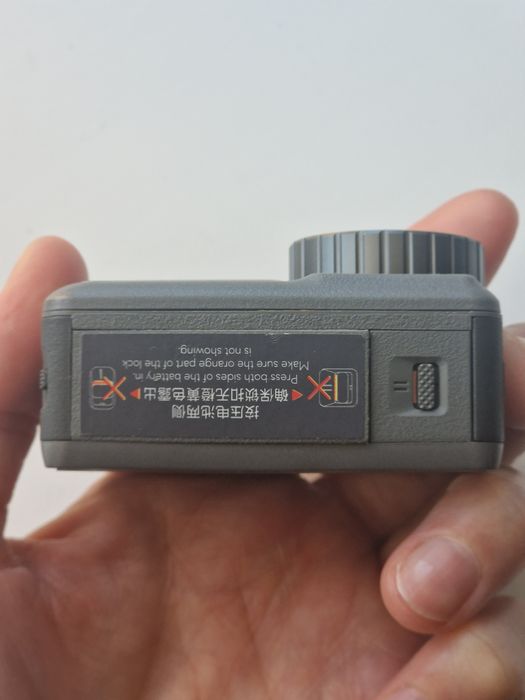 按压电池两侧
确保锁扣无橙黄色露出
Press both sides of the battery in.
Make sure the orange part of the lock
is not showing.